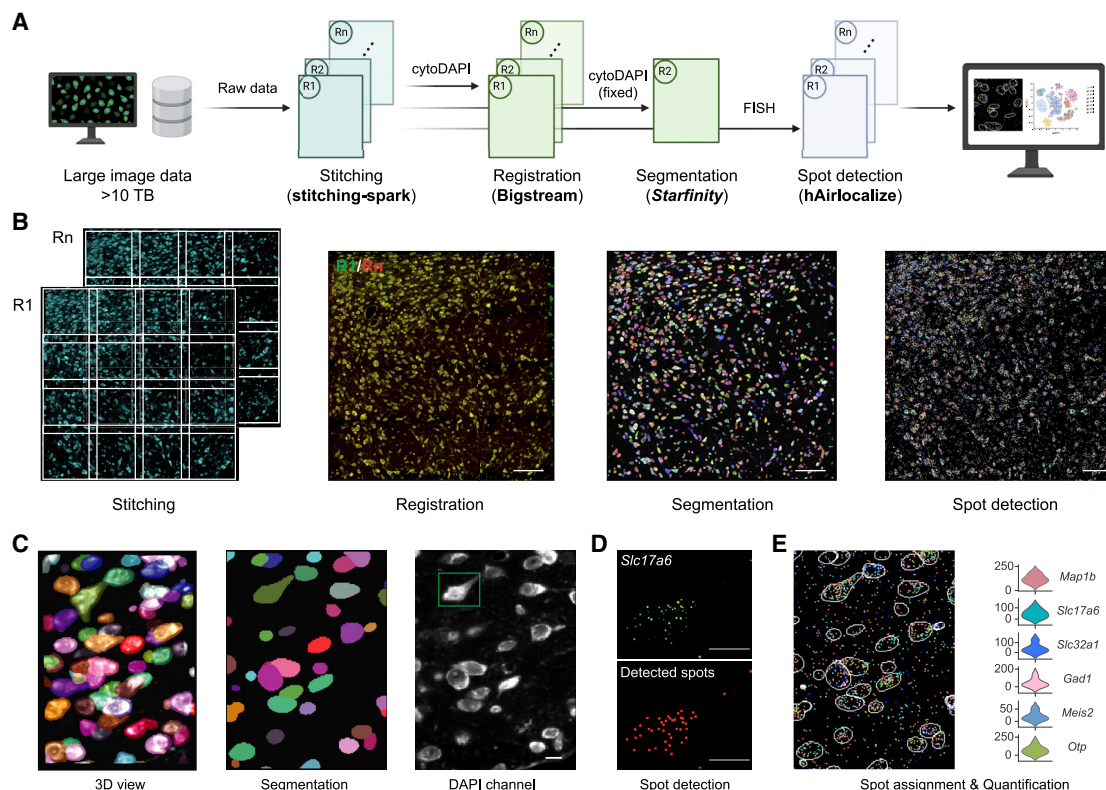 A
Raw data
cytoDAPI
cytoDAPI
(fixed)
FISH
Rn
R2
R1
Rn
R2
R1
R2
Rn
R2
R1
Large image data
>10 TB
Stitching
(stitching-spark)
Registration
(Bigstream)
Segmentation
(Starfinity)
Spot detection
(hAirlocalize)
B
Rn
R1
R1/Rn
Stitching
Registration
Segmentation
Spot detection
C
3D view
Segmentation
DAPI channel
D
Slc17a6
Detected spots
Spot detection
E
250
0
Map1b
100
0
Slc17a6
100
0
Slc32a1
100
0
Gad1
50
0
Meis2
250
0
Otp
Spot assignment & Quantification